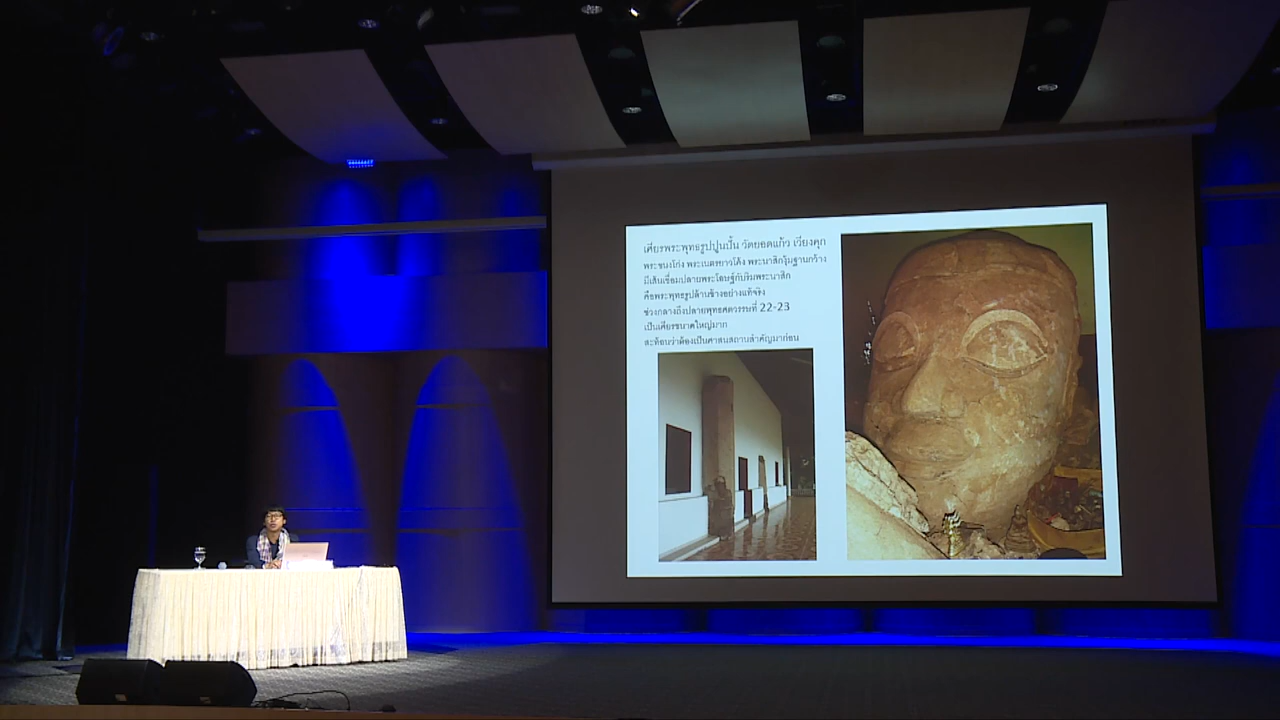 เศียรพระพุทธรูปปูนปั้น วัดยอดแก้ว เวียงคุก
พระขนงโก่ง พระเนตรยาวโค้ง พระนาสิกงุ้มฐานกว้าง
มีเส้นเชื่อมปลายพระโอษฐ์กับริมพระนาสิก
คือพระพุทธรูปล้านช้างอย่างแท้จริง
ช่วงกลางถึงปลายพุทธศตวรรษที่ 22-23
เป็นเศียรขนาดใหญ่มาก
สะท้อนว่าต้องเป็นศาสนสถานสำคัญมาก่อน